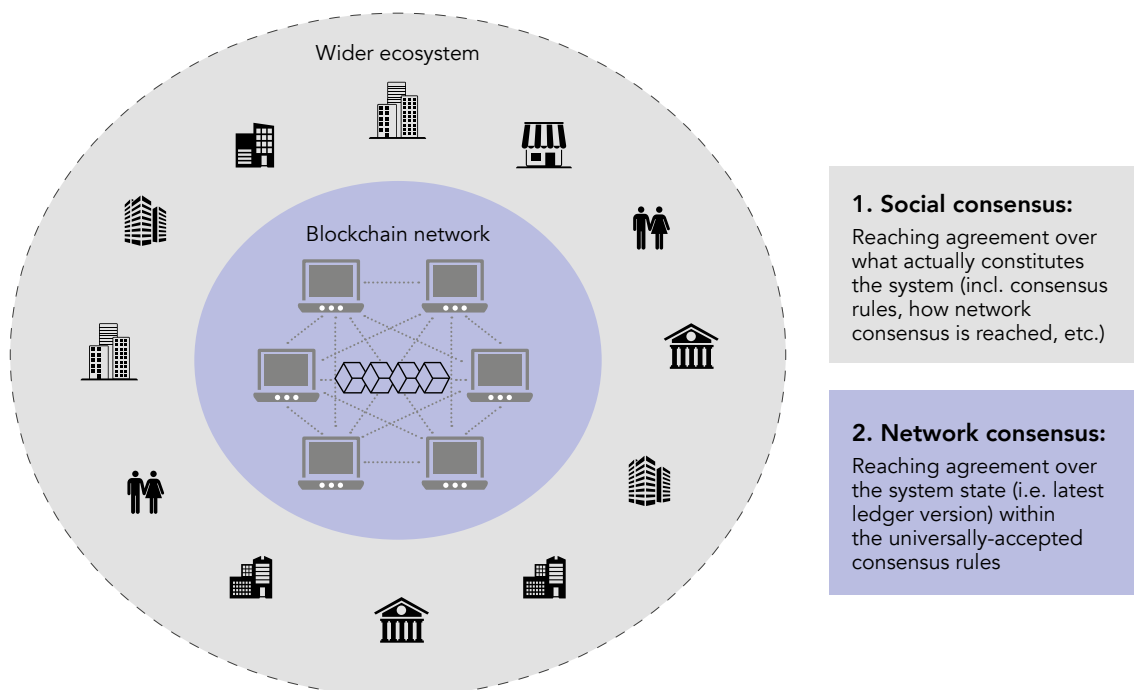 Wider ecosystem
Blockchain network
1. Social consensus:
Reaching agreement over
what actually constitutes
the system (incl. consensus
rules, how network
consensus is reached, etc.)
2. Network consensus:
Reaching agreement over
the system state (i.e. latest
ledger version) within
the universally-accepted
consensus rules